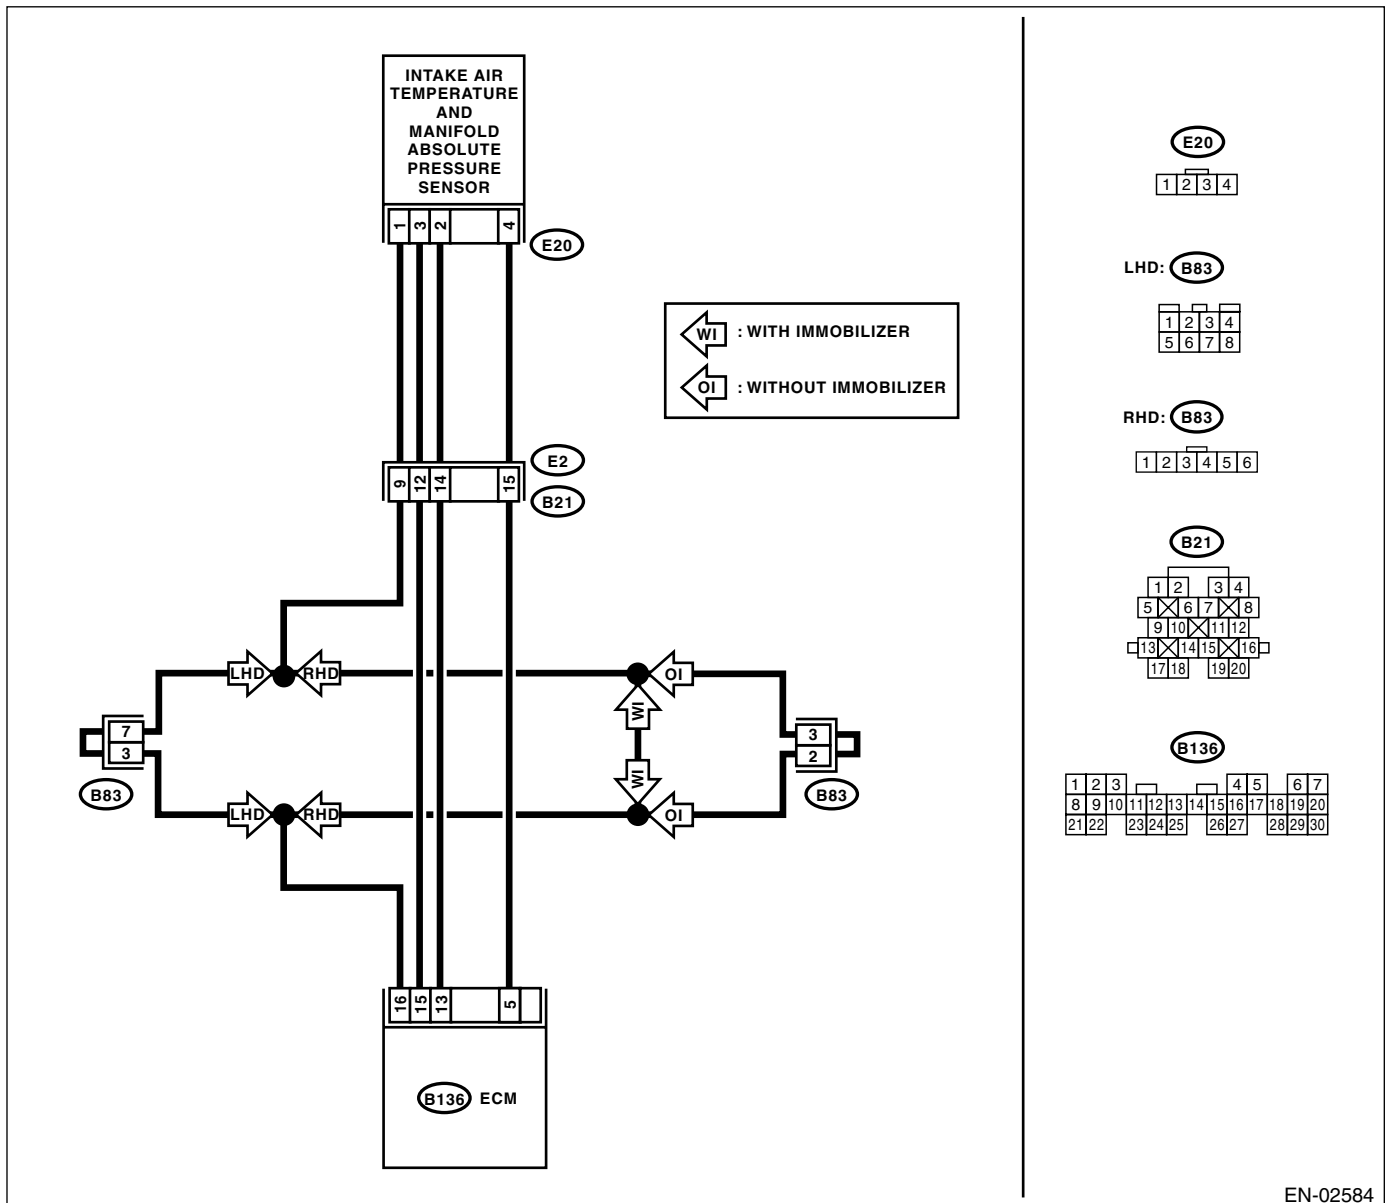 INTAKE AIR
TEMPERATURE
AND
MANIFOLD
ABSOLUTE
PRESSURE
SENSOR
1 3 2 4
E20
WI : WITH IMMOBILIZER
OI : WITHOUT IMMOBILIZER
E2
9 12 14 15
B21
LHD RHD OI
WI
7
3
B83
3
2
B83
WI
LHD RHD OI
16 15 13 5
B136 ECM
E20
1 2 3 4
LHD: B83
1 2 3 4
5 6 7 8
RHD: B83
1 2 3 4 5 6
B21
1 2 3 4
5 6 7 8
9 10 11 12
13 14 15 16
17 18 19 20
B136
1 2 3 4 5 6 7
8 9 10 11 12 13 14 15 16 17 18 19 20
21 22 23 24 25 26 27 28 29 30
EN-02584